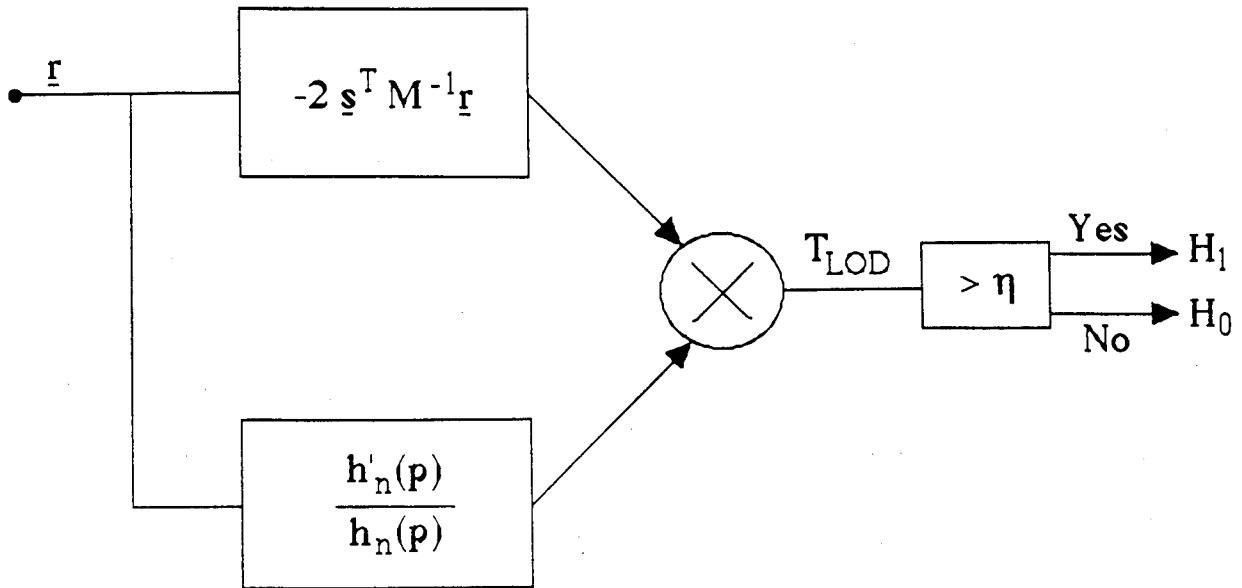 r
-2 s^T M^-1 r
T_LOD
> η
Yes
H_1
No
H_0
h'_n(p)
h_n(p)